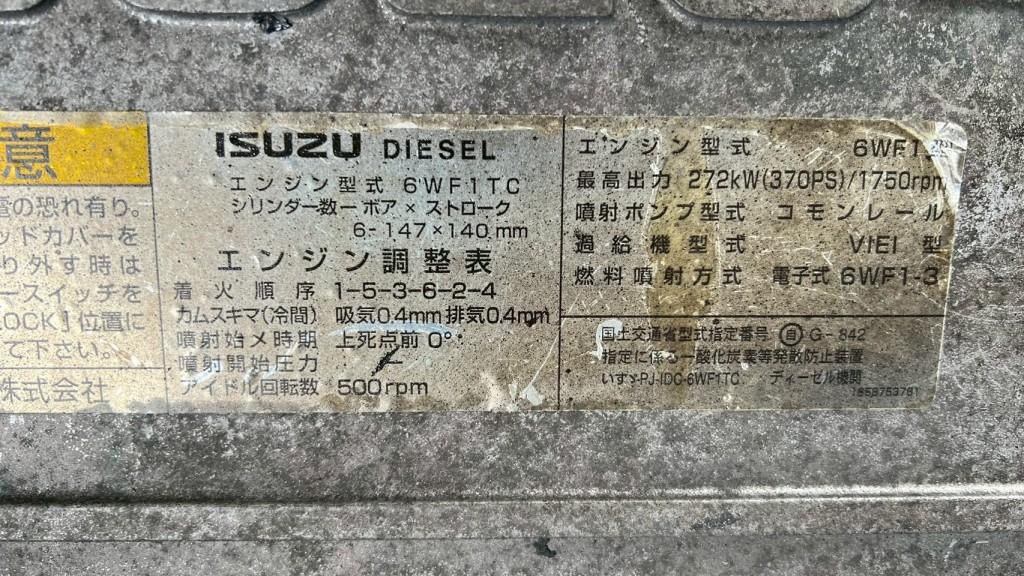 意
電の恐れ有り。
ッドカバーを
り外す時は
ースイッチを
LOCK」位置に
て下さい。
株式会社
ISUZU DIESEL
エンジン型式 6WF1TC
シリンダー数ーボア×ストローク
6-147×140mm
エンジン調整表
着火順序 1-5-3-6-2-4
カムスキマ(冷間) 吸気0.4mm排気0.4mm
噴射始メ時期 上死点前 0°
噴射開始圧力 ー
アイドル回転数 500rpm
エンジン型式 6WF1
最高出力 272kW(370PS)/1750rpm
噴射ポンプ型式 コモンレール
過給機型式 VIEI 型
燃料噴射方式 電子式 6WF1-3
国土交通省型式指定番号 自 G-842
指定に係る一酸化炭素等発散防止装置
いすゞPJ-IDC-6WF1TC ディーゼル機関